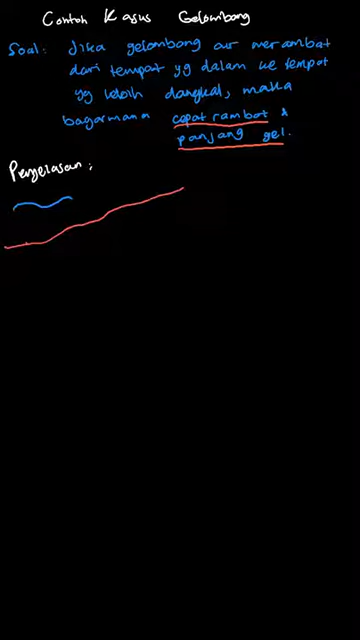 Contoh Kasus Gelombang
Soal: Jika gelombang air merambat
dari tempat yg dalam ke tempat
yg lebih dangkal, maka
bagaimana cepat rambat &
panjang gel.
Penjelasan: